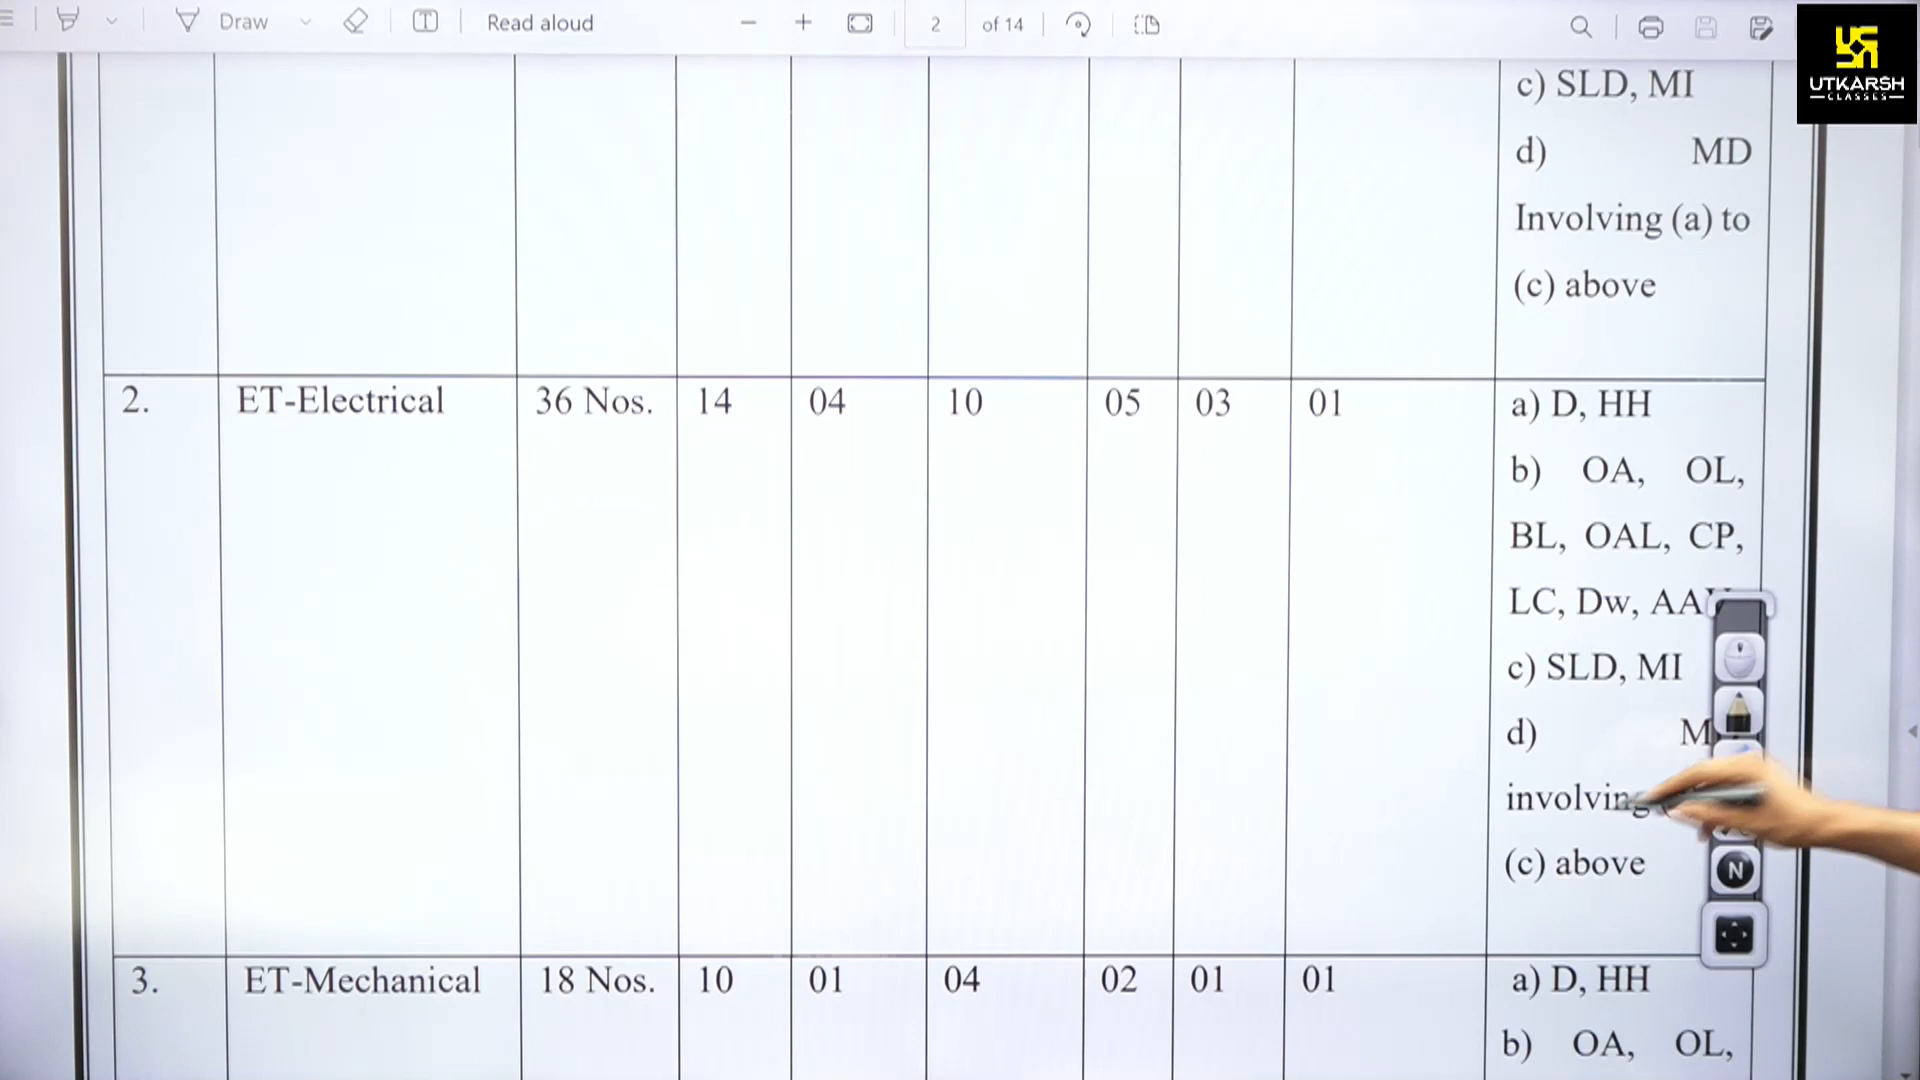 Draw
T
Read aloud
2
of 14
UTKARSH
CLASSES
c) SLD, MI
d) MD
Involving (a) to
(c) above
2. ET-Electrical 36 Nos. 14 04 10 05 03 01 a) D, HH
b) OA, OL,
BL, OAL, CP,
LC, Dw,
c) SLD, MI
d)
involving
(c) above
N
3. ET-Mechanical 18 Nos. 10 01 04 02 01 01 a) D, HH
b) OA, OL,